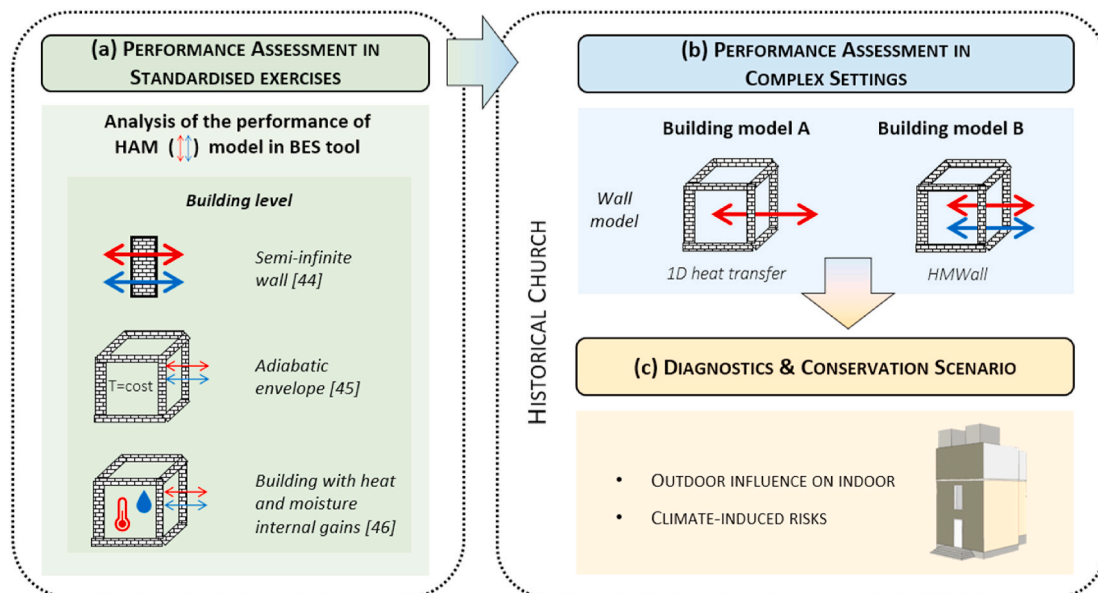 (a) PERFORMANCE ASSESSMENT IN
STANDARDISED EXERCISES
Analysis of the performance of
HAM ( ) model in BES tool
Building level
Semi-infinite
wall [44]
T=cost
Adiabatic
envelope [45]
Building with heat
and moisture
internal gains [46]
HISTORICAL CHURCH
(b) PERFORMANCE ASSESSMENT IN
COMPLEX SETTINGS
Building model A
Building model B
Wall
model
1D heat transfer
HMWall
(c) DIAGNOSTICS & CONSERVATION SCENARIO
• OUTDOOR INFLUENCE ON INDOOR
• CLIMATE-INDUCED RISKS